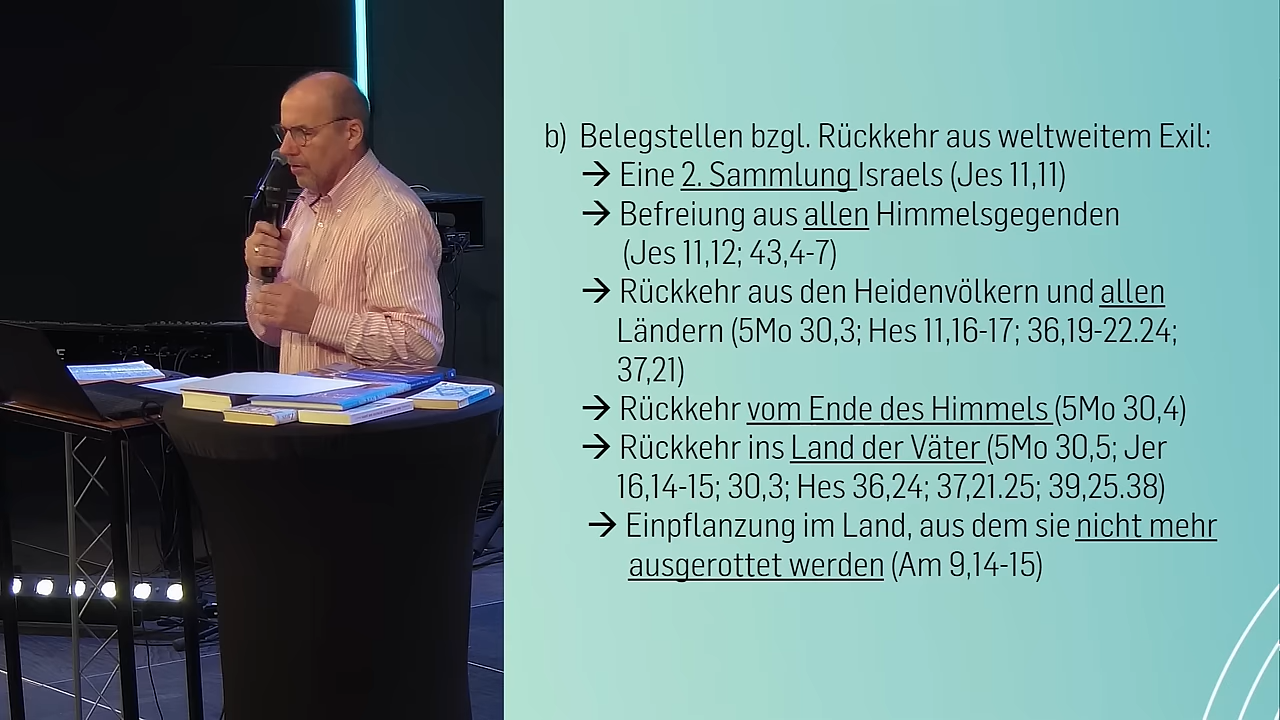 b) Belegstellen bzgl. Rückkehr aus weltweitem Exil:
→ Eine 2. Sammlung Israels (Jes 11,11)
→ Befreiung aus allen Himmelsgegenden
(Jes 11,12; 43,4-7)
→ Rückkehr aus den Heidenvölkern und allen
Ländern (5Mo 30,3; Hes 11,16-17; 36,19-22.24;
37,21)
→ Rückkehr vom Ende des Himmels (5Mo 30,4)
→ Rückkehr ins Land der Väter (5Mo 30,5; Jer
16,14-15; 30,3; Hes 36,24; 37,21.25; 39,25.38)
→ Einpflanzung im Land, aus dem sie nicht mehr
ausgerottet werden (Am 9,14-15)